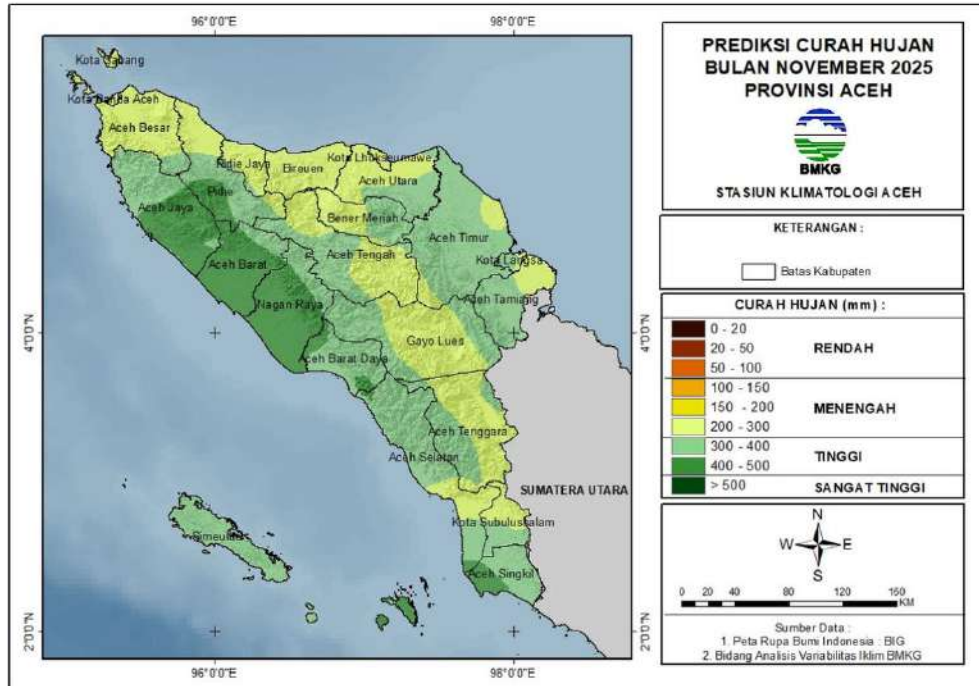 96°0'0"E
98°0'0"E
Kota Sabang
Kota Banda Aceh
Aceh Besar
Pidie Jaya
Bireuen
Kota Lhokseumawe
Aceh Utara
Pidie
Aceh Jaya
Bener Meriah
Aceh Timur
Aceh Tengah
Kota Langsa
Aceh Barat
Aceh Tamiang
Nagan Raya
4°0'0"N
4°0'0"N
Gayo Lues
Aceh Barat Daya
Aceh Tenggara
Aceh Selatan
SUMATERA UTARA
Kota Subulussalam
Simeulue
Aceh Singkil
2°0'0"N
2°0'0"N
96°0'0"E
98°0'0"E
PREDIKSI CURAH HUJAN
BULAN NOVEMBER 2025
PROVINSI ACEH
BMKG
STASIUN KLIMATOLOGI ACEH
KETERANGAN :
Batas Kabupaten
CURAH HUJAN (mm) :
0 - 20
20 - 50
RENDAH
50 - 100
100 - 150
150 - 200
MENENGAH
200 - 300
300 - 400
TINGGI
400 - 500
> 500
SANGAT TINGGI
N
W E
S
0 20 40 80 120 160
KM
Sumber Data :
1. Peta Rupa Bumi Indonesia : BIG
2. Bidang Analisis Variabilitas Iklim BMKG